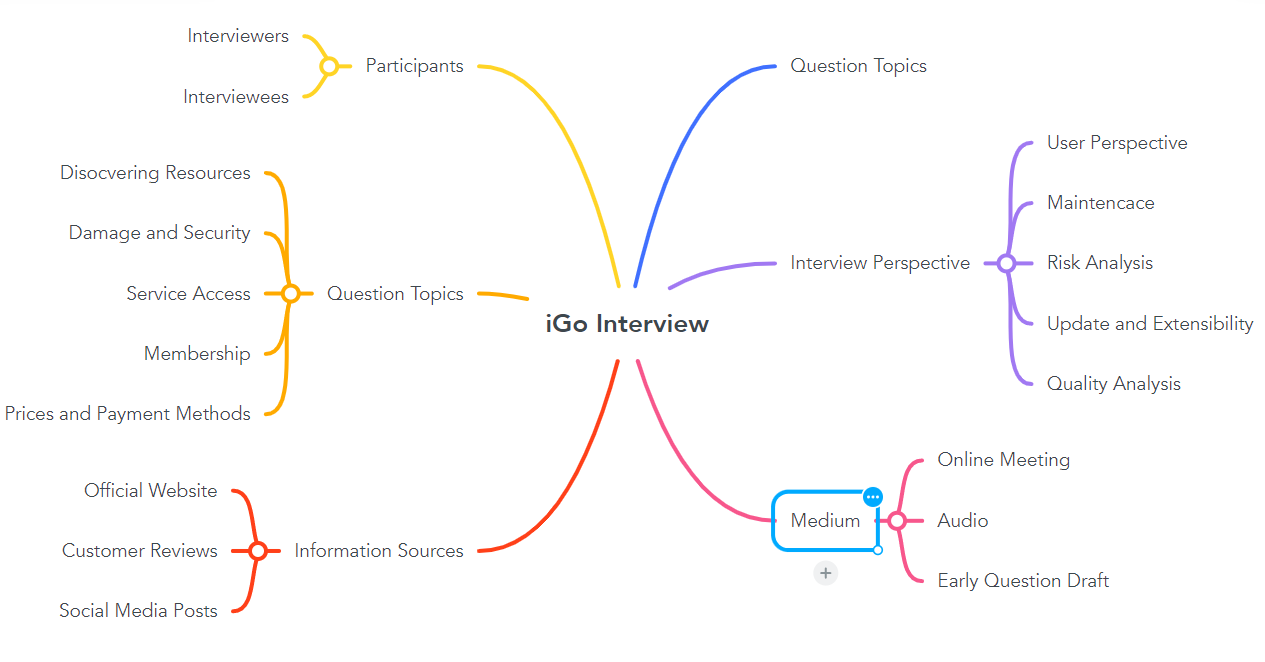 iGo Interview
Participants
Interviewers
Interviewees
Question Topics
Disocvering Resources
Damage and Security
Service Access
Membership
Prices and Payment Methods
Information Sources
Official Website
Customer Reviews
Social Media Posts
Question Topics
Interview Perspective
User Perspective
Maintencace
Risk Analysis
Update and Extensibility
Quality Analysis
Medium
Online Meeting
Audio
Early Question Draft